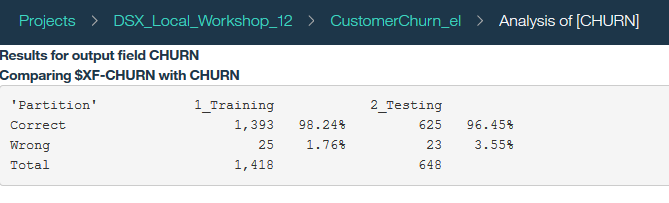 Projects > DSX_Local_Workshop_12 > CustomerChurn_el > Analysis of [CHURN]
Results for output field CHURN
Comparing $XF-CHURN with CHURN
'Partition' 1_Training 2_Testing
Correct 1,393 98.24% 625 96.45%
Wrong 25 1.76% 23 3.55%
Total 1,418 648